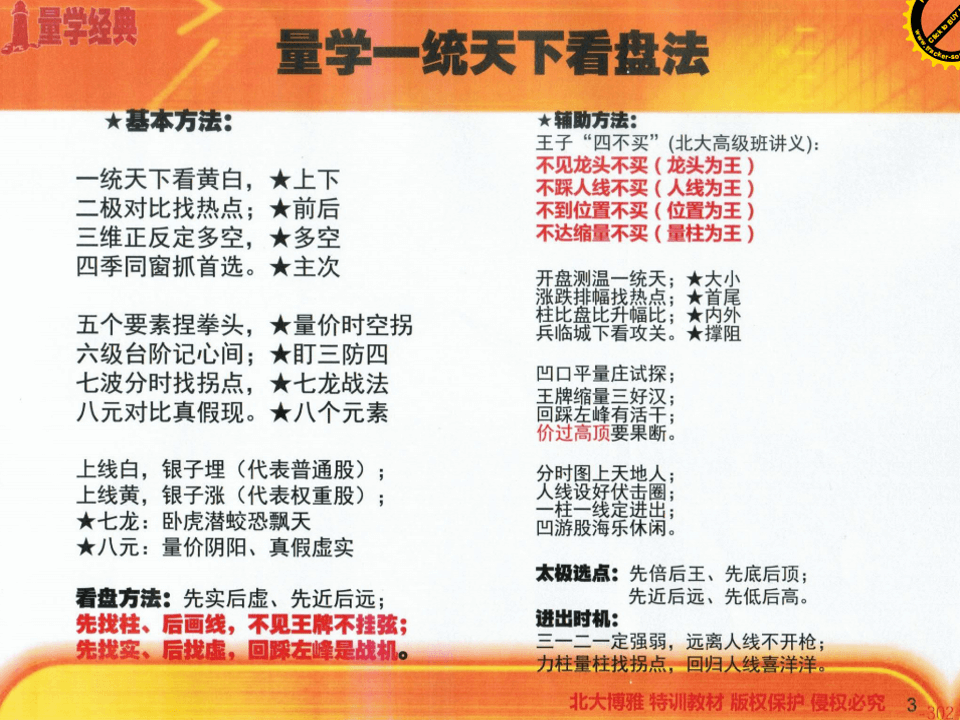 量学经典
量学一统天下看盘法
★基本方法：
一统天下看黄白，★上下
二极对比找热点；★前后
三维正反定多空，★多空
四季同窗抓首选。★主次
五个要素捏拳头，★量价时空拐
六级台阶记心间；★盯三防四
七波分时找拐点，★七龙战法
八元对比真假现。★八个元素
上线白，银子埋（代表普通股）；
上线黄，银子涨（代表权重股）；
★七龙：卧虎潜蛟恐飘天
★八元：量价阴阳、真假虚实
看盘方法：先实后虚、先近后远；
先找柱、后画线，不见王牌不挂弦；
先找实、后找虚，回踩左峰是战机。
★辅助方法：
王子“四不买”(北大高级班讲义)：
不见龙头不买（龙头为王）
不踩人线不买（人线为王）
不到位置不买（位置为王）
不达缩量不买（量柱为王）
开盘测温一统天；★大小
涨跌排幅找热点；★首尾
柱比盘比升幅比；★内外
兵临城下看攻关。★撑阻
凹口平量庄试探；
王牌缩量三好汉；
回踩左峰有活干；
价过高顶要果断。
分时图上天地人；
人线设好伏击圈；
一柱一线定进出；
凹游股海乐休闲。
太极选点：先倍后王、先底后顶；
先近后远、先低后高。
进出时机：
三一二一定强弱，远离人线不开枪；
力柱量柱找拐点，回归人线喜洋洋。
北大博雅 特训教材 版权保护 侵权必究
3
302
Click to BUY